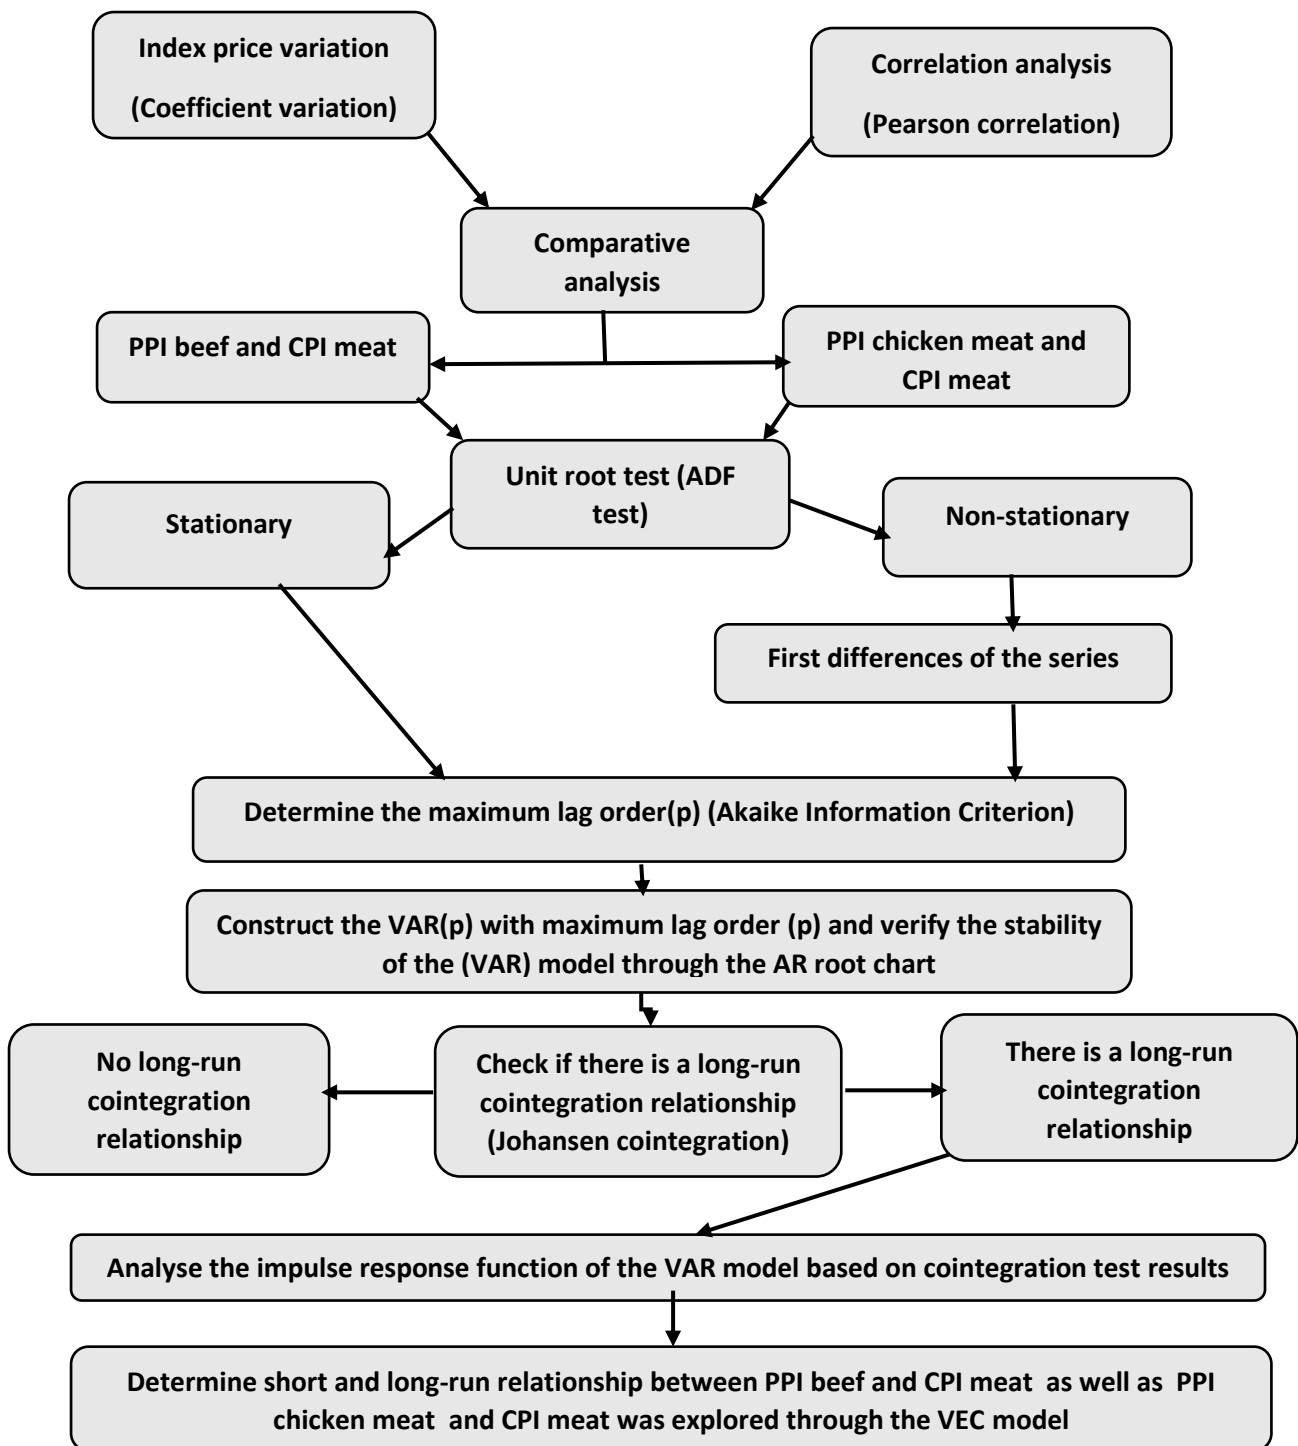 Index price variation
(Coefficient variation)
Correlation analysis
(Pearson correlation)
Comparative
analysis
PPI beef and CPI meat
PPI chicken meat and
CPI meat
Unit root test (ADF
test)
Stationary
Non-stationary
First differences of the series
Determine the maximum lag order(p) (Akaike Information Criterion)
Construct the VAR(p) with maximum lag order (p) and verify the stability
of the (VAR) model through the AR root chart
No long-run
cointegration
relationship
Check if there is a long-run
cointegration relationship
(Johansen cointegration)
There is a long-run
cointegration
relationship
Analyse the impulse response function of the VAR model based on cointegration test results
Determine short and long-run relationship between PPI beef and CPI meat as well as PPI
chicken meat and CPI meat was explored through the VEC model